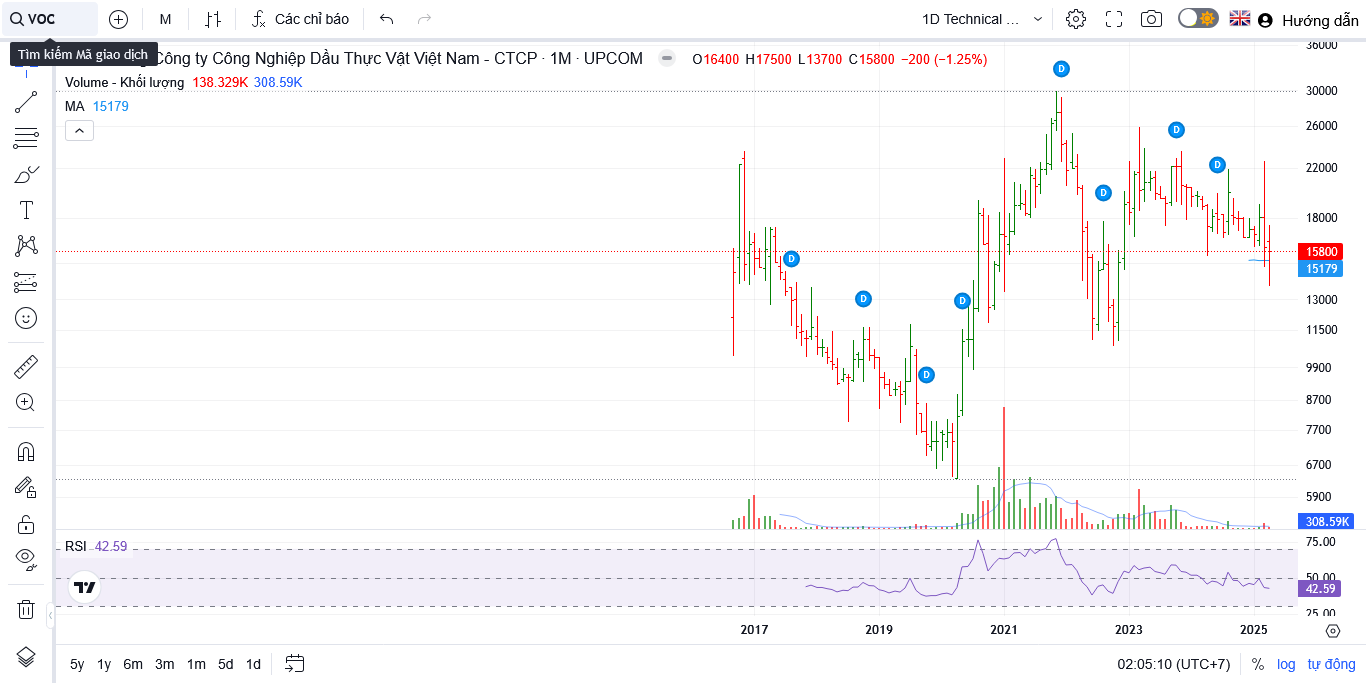 VOC
M
Các chỉ báo
1D Technical ...
Hướng dẫn
Tìm kiếm Mã giao dịch
Công ty Công Nghiệp Dầu Thực Vật Việt Nam - CTCP · 1M · UPCOM
O16400 H17500 L13700 C15800 −200 (−1.25%)
Volume - Khối lượng 138.329K 308.59K
MA 15179
D
D
D
D
D
D
D
D
36000
30000
26000
22000
18000
15800
15179
13000
11500
9900
8700
7700
6700
5900
308.59K
RSI 42.59
75.00
50.00
42.59
25.00
2017 2019 2021 2023 2025
5y 1y 6m 3m 1m 5d 1d
02:05:10 (UTC+7) % log tự động